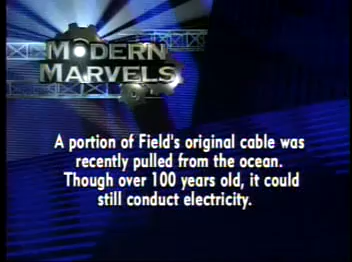 MODERN
MARVELS
A portion of Field's original cable was
recently pulled from the ocean.
Though over 100 years old, it could
still conduct electricity.